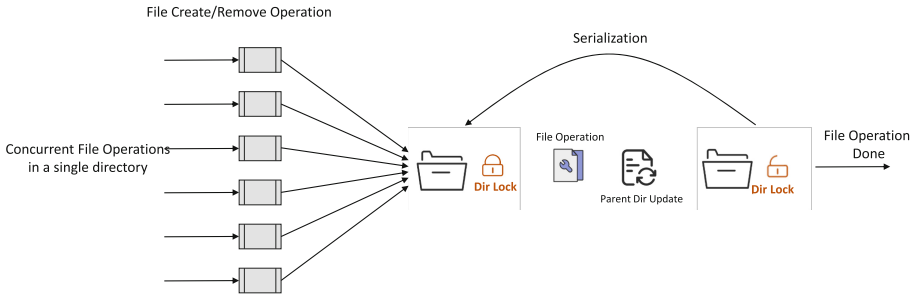 File Create/Remove Operation
Serialization
Concurrent File Operations
in a single directory
Dir Lock
File Operation
Parent Dir Update
Dir Lock
File Operation
Done